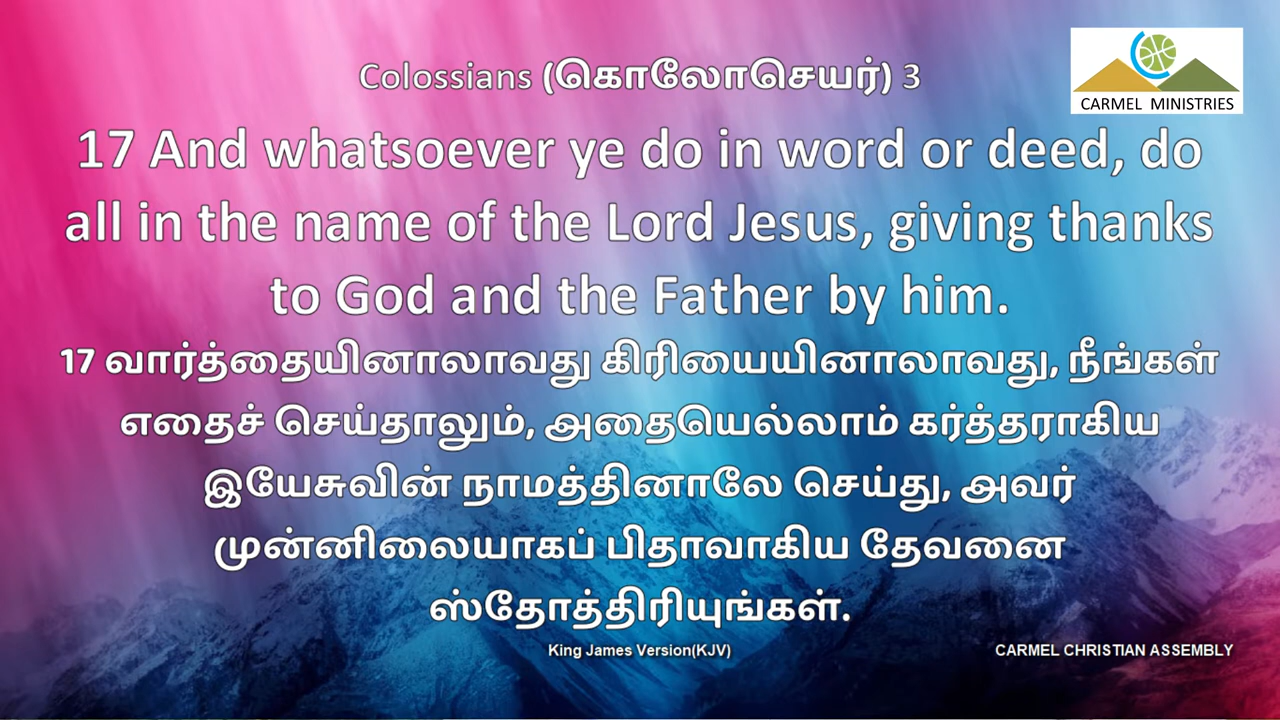 Colossians (கொலோசெயர்) 3
CARMEL MINISTRIES
17 And whatsoever ye do in word or deed, do
all in the name of the Lord Jesus, giving thanks
to God and the Father by him.
17 வார்த்தையினாலாவது கிரியையினாலாவது, நீங்கள்
எதைச் செய்தாலும், அதையெல்லாம் கர்த்தராகிய
இயேசுவின் நாமத்தினாலே செய்து, அவர்
முன்னிலையாகப் பிதாவாகிய தேவனை
ஸ்தோத்திரியுங்கள்.
King James Version(KJV)
CARMEL CHRISTIAN ASSEMBLY